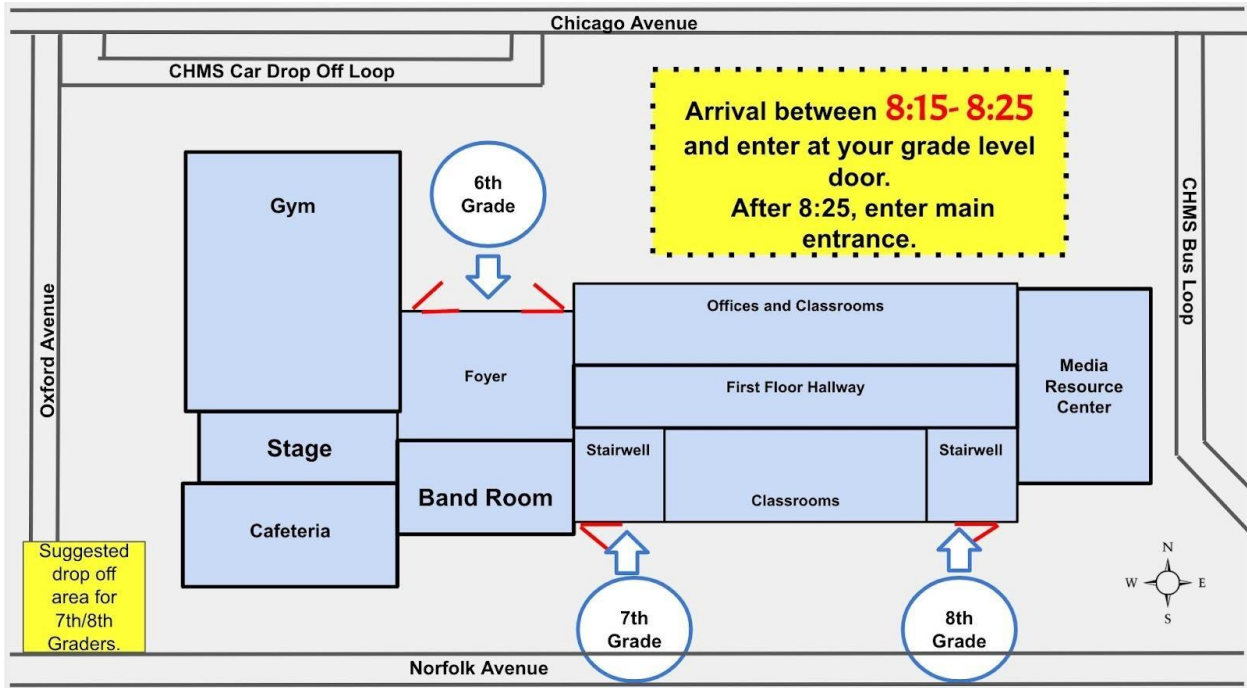 Chicago Avenue
CHMS Car Drop Off Loop
Arrival between 8:15- 8:25
and enter at your grade level
door.
After 8:25, enter main
entrance.
6th
Grade
Gym
Oxford Avenue
CHMS Bus Loop
Offices and Classrooms
Foyer
First Floor Hallway
Media
Resource
Center
Stage
Stairwell
Stairwell
Band Room
Classrooms
Cafeteria
Suggested
drop off
area for
7th/8th
Graders.
N
W E
S
7th
Grade
8th
Grade
Norfolk Avenue